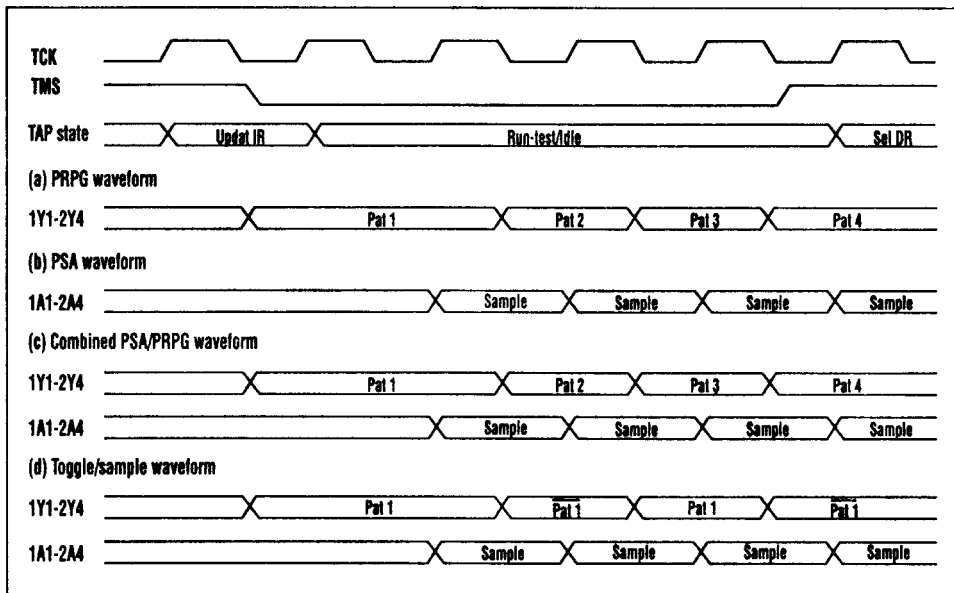 TCK
TMS
TAP state Updat IR Run-test/Idle Sel DR
(a) PRPG waveform
1Y1-2Y4 Pat 1 Pat 2 Pat 3 Pat 4
(b) PSA waveform
1A1-2A4 Sample Sample Sample Sample
(c) Combined PSA/PRPG waveform
1Y1-2Y4 Pat 1 Pat 2 Pat 3 Pat 4
1A1-2A4 Sample Sample Sample Sample
(d) Toggle/sample waveform
1Y1-2Y4 Pat 1 P̅a̅t̅ ̅1̅ Pat 1 P̅a̅t̅ ̅1̅
1A1-2A4 Sample Sample Sample Sample